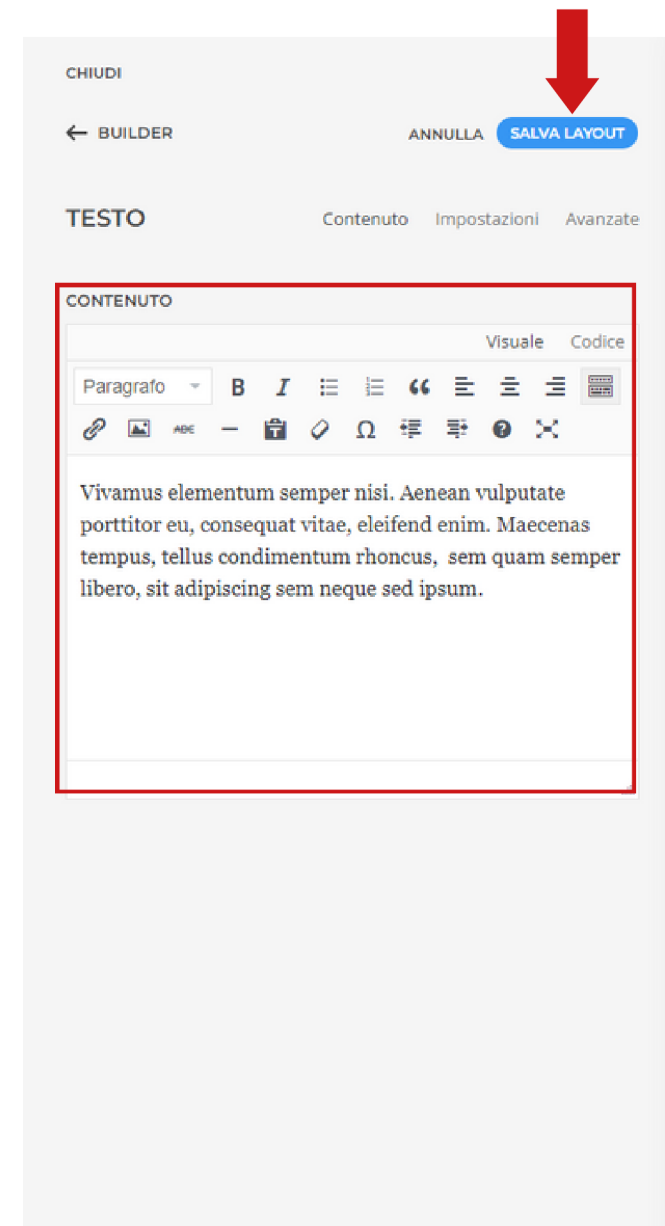 CHIUDI
← BUILDER ANNULLA SALVA LAYOUT
TESTO Contenuto Impostazioni Avanzate
CONTENUTO
Visuale Codice
Paragrafo B I “ 
ABC T Ω ?
Vivamus elementum semper nisi. Aenean vulputate
porttitor eu, consequat vitae, eleifend enim. Maecenas
tempus, tellus condimentum rhoncus,  sem quam semper
libero, sit adipiscing sem neque sed ipsum.